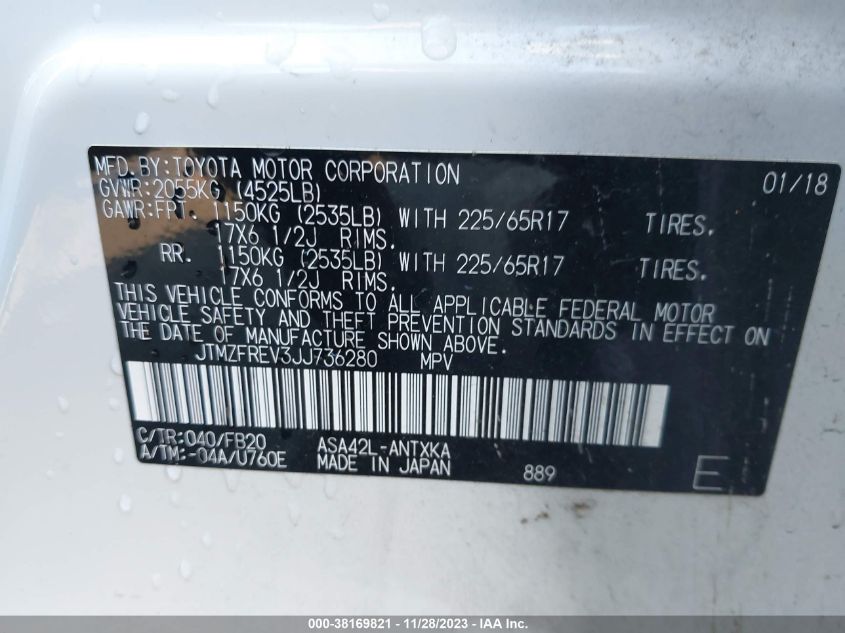 MFD.BY:TOYOTA MOTOR CORPORATION 01/18
GVWR:2055KG (4525LB)
GAWR:FRT. 1150KG (2535LB) WITH 225/65R17 TIRES.
17X6 1/2J RIMS.
RR. 1150KG (2535LB) WITH 225/65R17 TIRES.
17X6 1/2J RIMS.
THIS VEHICLE CONFORMS TO ALL APPLICABLE FEDERAL MOTOR
VEHICLE SAFETY AND THEFT PREVENTION STANDARDS IN EFFECT ON
THE DATE OF MANUFACTURE SHOWN ABOVE.
JTMZFREV3JJ736280 MPV
C/TR:040/FB20 ASA42L-ANTXKA
A/TM:-04A/U760E MADE IN JAPAN 889 E
000-38169821 - 11/28/2023 - IAA Inc.